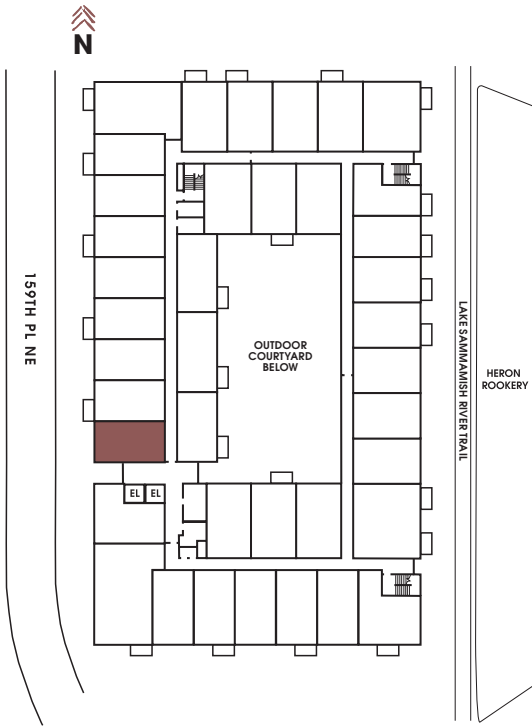 N
159TH PL NE
OUTDOOR
COURTYARD
BELOW
LAKE SAMMAMISH RIVER TRAIL
HERON
ROOKERY
EL EL